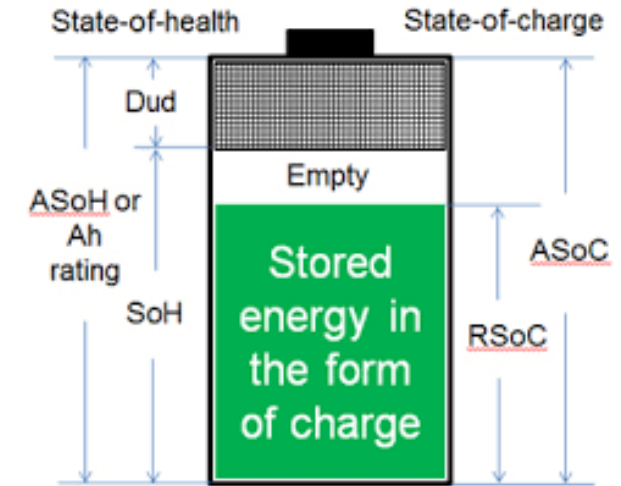 State-of-health
State-of-charge
Dud
Empty
ASoH or
Ah
rating
SoH
Stored
energy in
the form
of charge
ASoC
RSoC